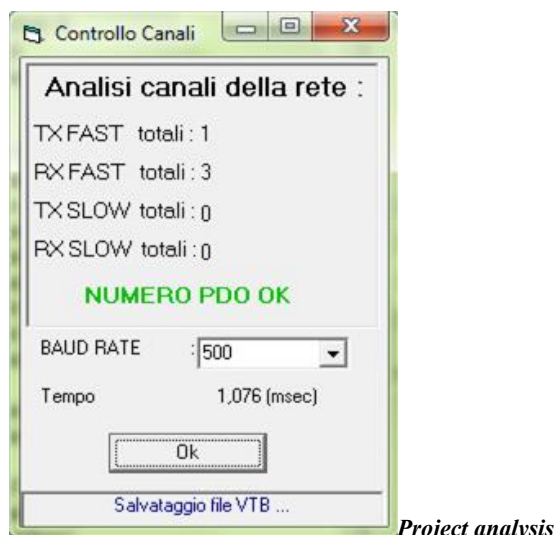 Controllo Canali
Analisi canali della rete :
TX FAST totali : 1
RX FAST totali : 3
TX SLOW totali : 0
RX SLOW totali : 0
NUMERO PDO OK
BAUD RATE : 500
Tempo 1,076 (msec)
Ok
Salvataggio file VTB ...
Project analysis